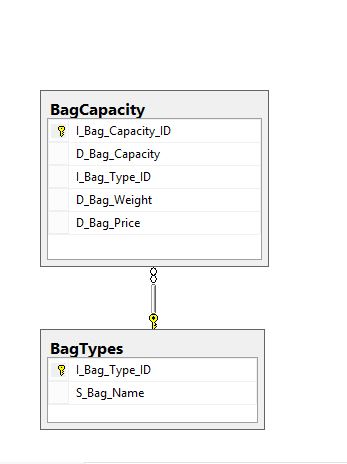 BagCapacity
I_Bag_Capacity_ID
D_Bag_Capacity
I_Bag_Type_ID
D_Bag_Weight
D_Bag_Price
BagTypes
I_Bag_Type_ID
S_Bag_Name